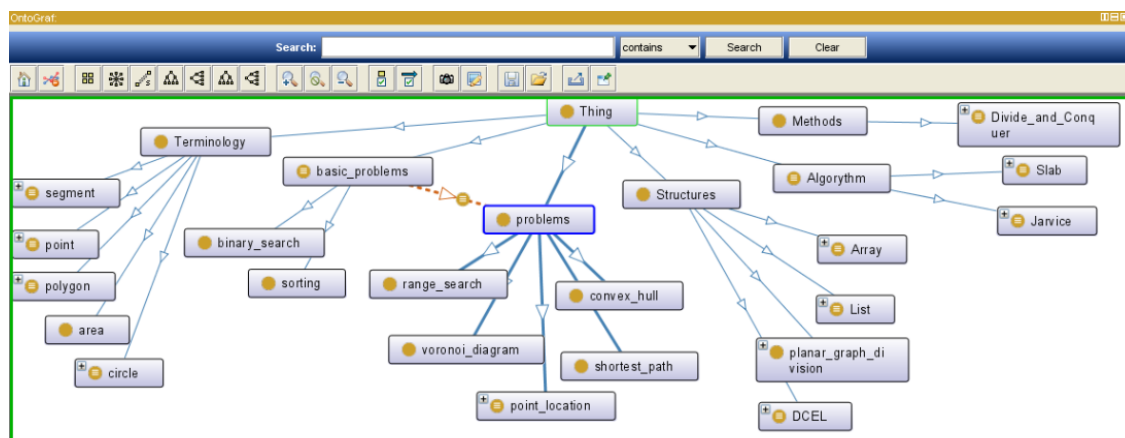 OntoGraf:
Search:
contains
Search
Clear
Thing
Methods
Divide_and_Conq
uer
Terminology
basic_problems
Algorythm
Slab
segment
Structures
problems
Jarvice
point
binary_search
Array
polygon
sorting
range_search
convex_hull
List
area
voronoi_diagram
shortest_path
planar_graph_di
vision
circle
point_location
DCEL